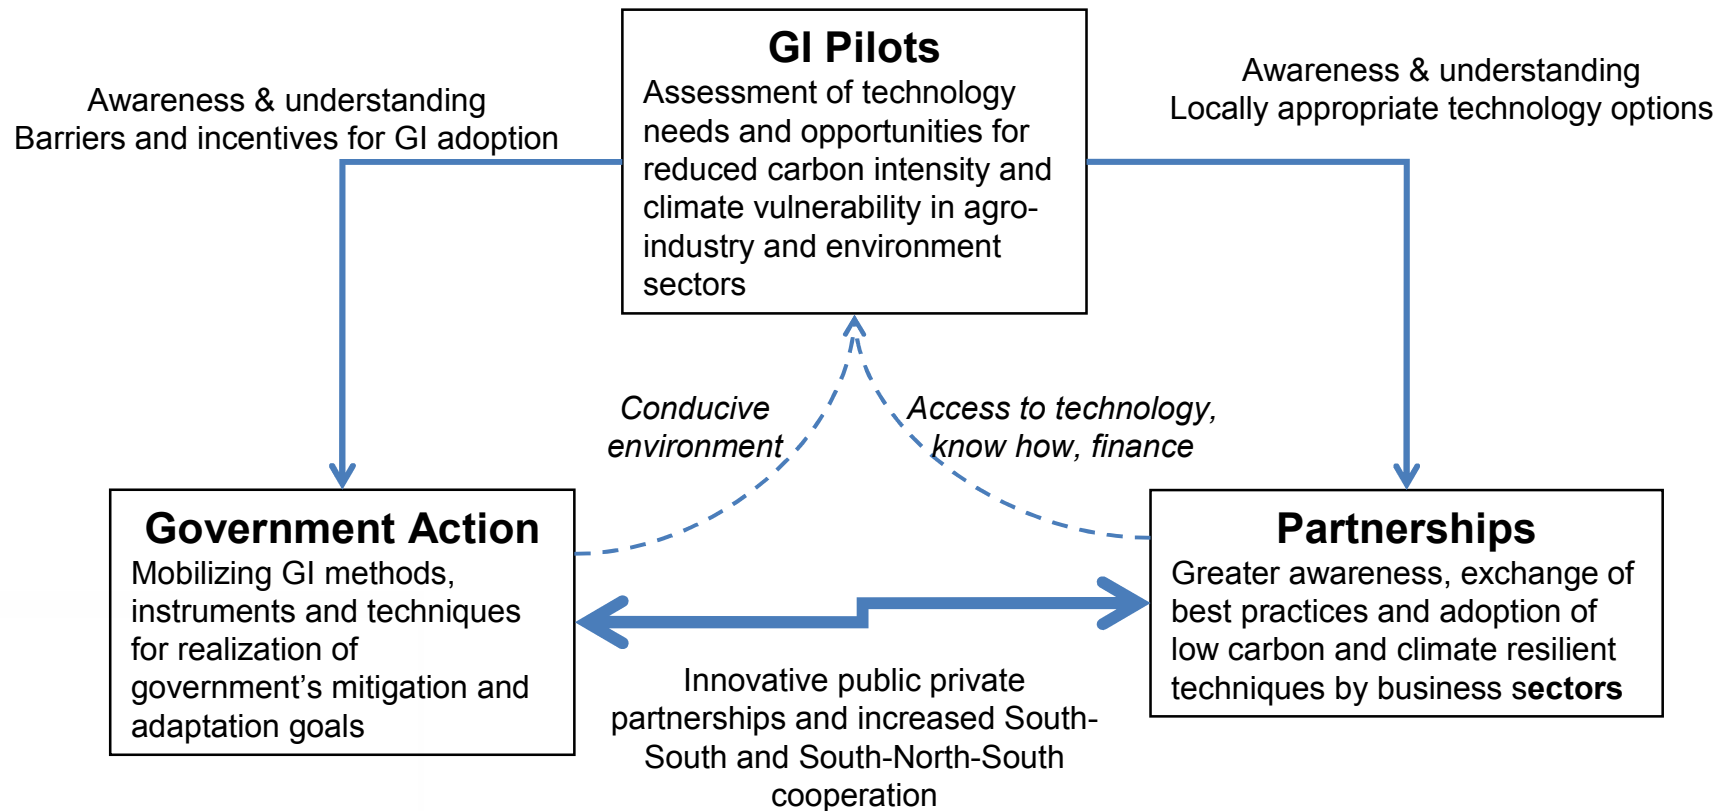 GI Pilots
Assessment of technology
needs and opportunities for
reduced carbon intensity and
climate vulnerability in agro-
industry and environment
sectors
Awareness & understanding
Barriers and incentives for GI adoption
Awareness & understanding
Locally appropriate technology options
Conducive
environment
Access to technology,
know how, finance
Government Action
Mobilizing GI methods,
instruments and techniques
for realization of
government’s mitigation and
adaptation goals
Partnerships
Greater awareness, exchange of
best practices and adoption of
low carbon and climate resilient
techniques by business sectors
Innovative public private
partnerships and increased South-
South and South-North-South
cooperation